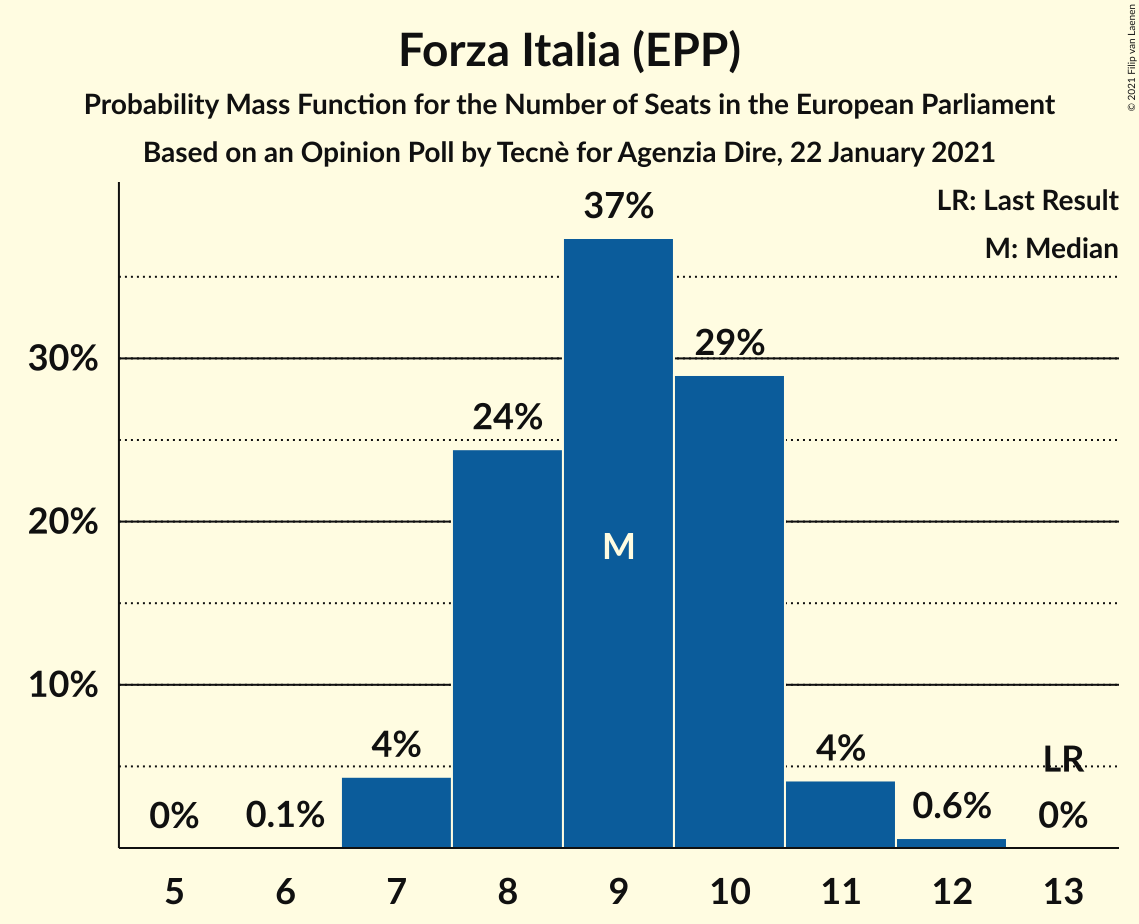 Forza Italia (EPP)
Probability Mass Function for the Number of Seats in the European Parliament
Based on an Opinion Poll by Tecnè for Agenzia Dire, 22 January 2021
© 2021 Filip van Laenen
LR: Last Result
M: Median
37%
30%
29%
24%
20%
M
10%
4%
4%
LR
0%
0.1%
0.6%
0%
5 6 7 8 9 10 11 12 13